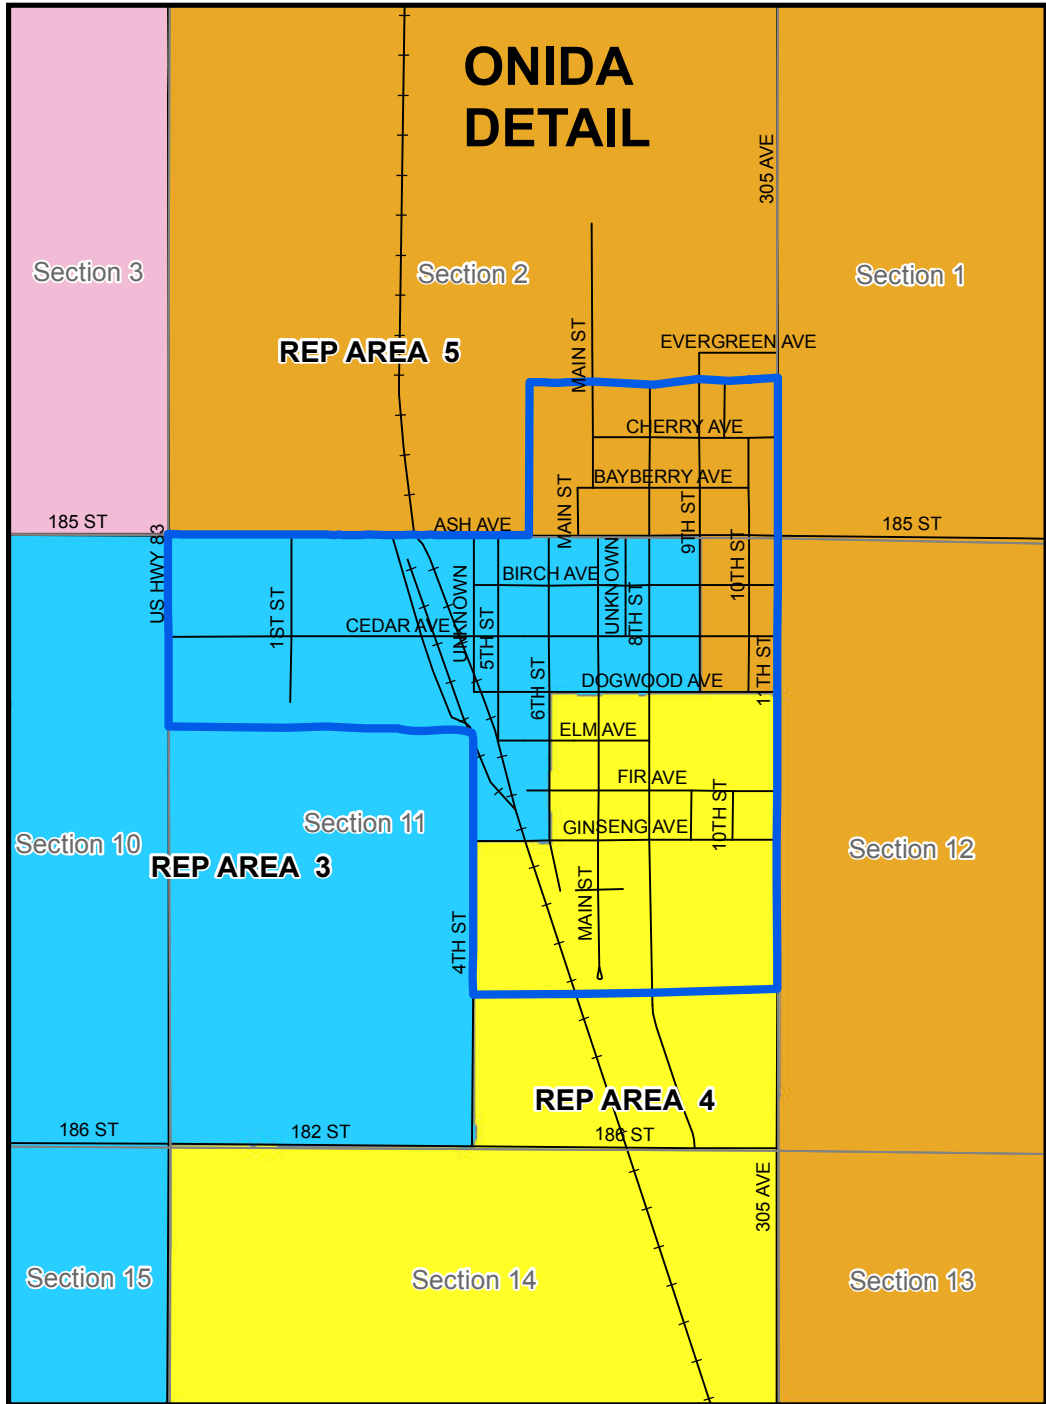 ONIDA
DETAIL
305 AVE
Section 3
Section 2
Section 1
MAIN ST
EVERGREEN AVE
REP AREA 5
CHERRY AVE
BAYBERRY AVE
MAIN ST
9TH ST
185 ST
ASH AVE
185 ST
US HWY 83
10TH ST
UNKNOWN
UNKNOWN
BIRCH AVE
1ST ST
CEDAR AVE
5TH ST
8TH ST
6TH ST
DOGWOOD AVE
11TH ST
ELM AVE
FIR AVE
10TH ST
Section 11
GINSENG AVE
Section 10
Section 12
REP AREA 3
MAIN ST
4TH ST
REP AREA 4
186 ST
182 ST
186 ST
305 AVE
Section 15
Section 14
Section 13